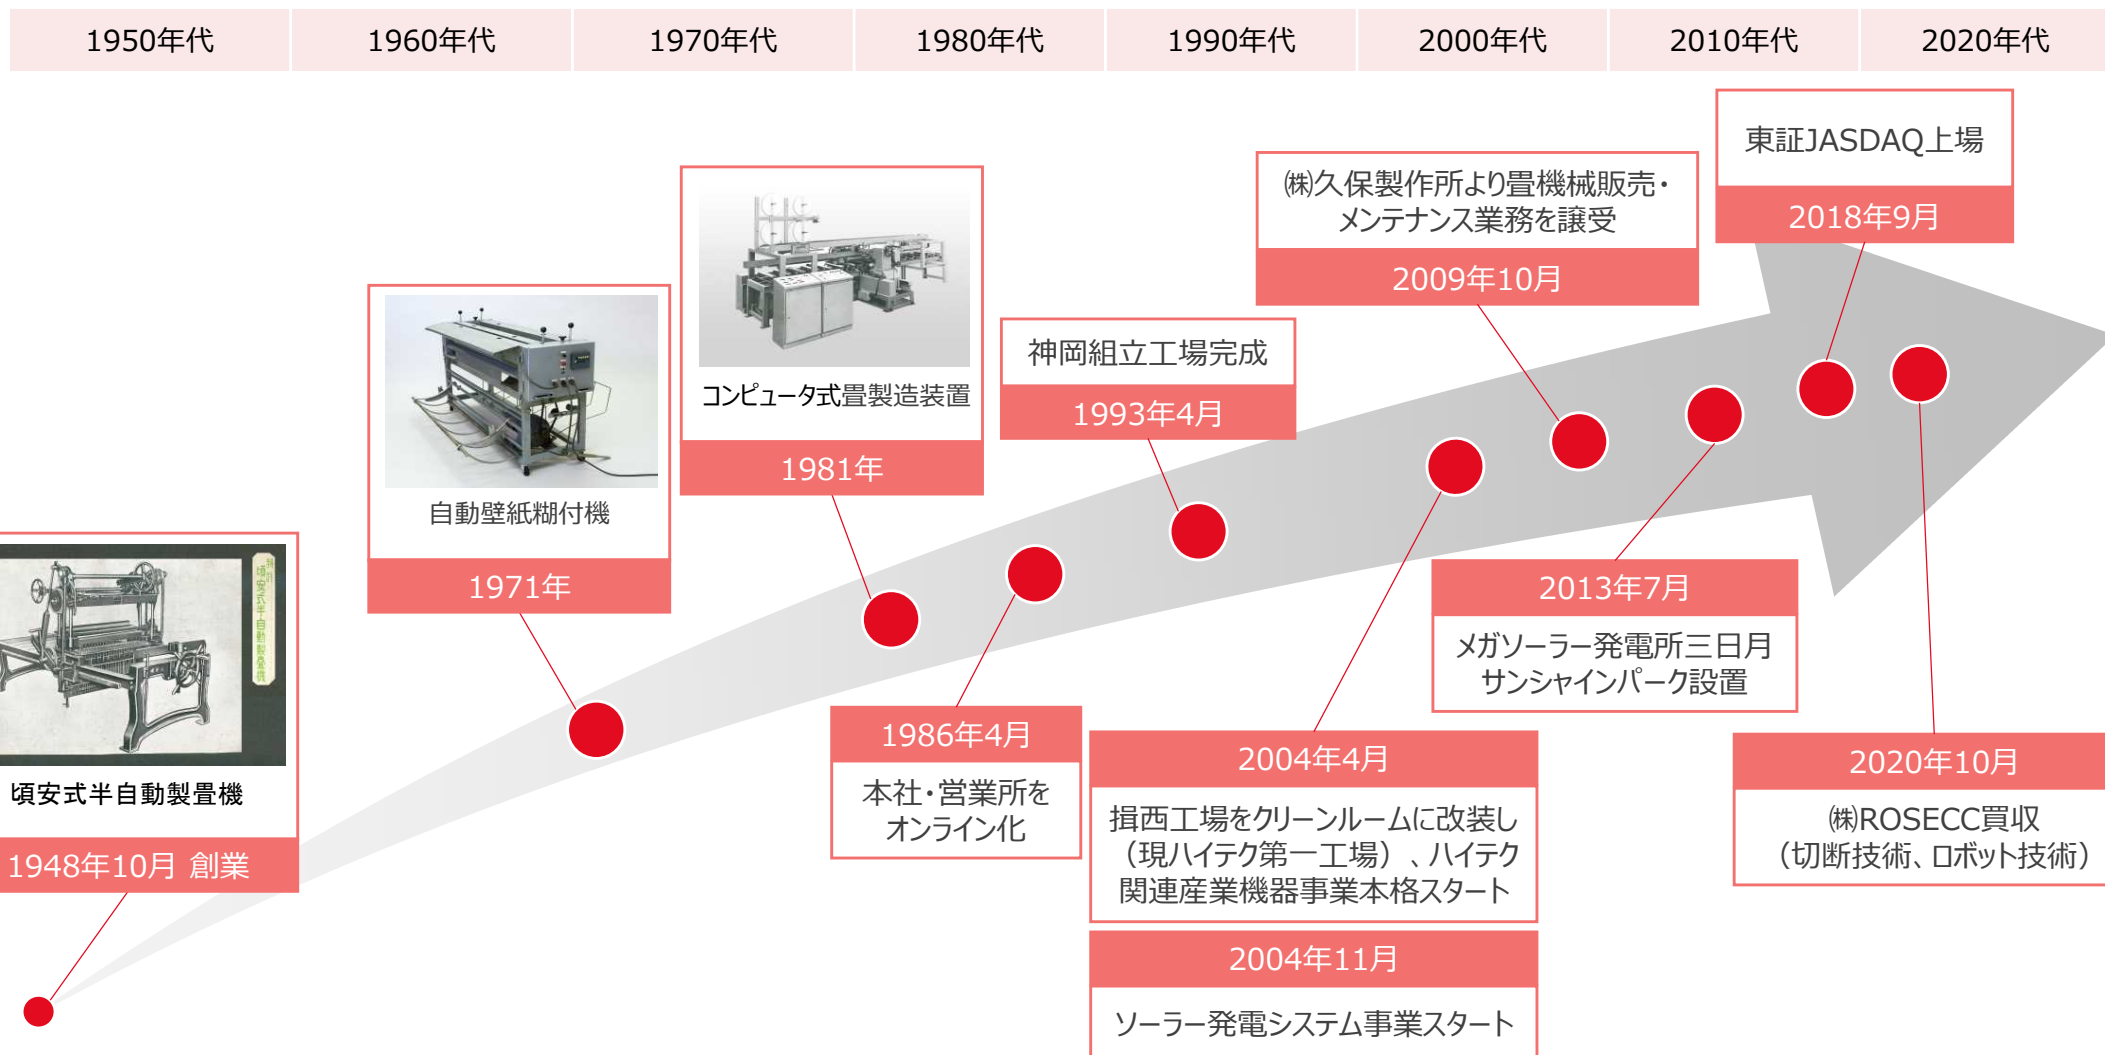 1950年代
1960年代
1970年代
1980年代
1990年代
2000年代
2010年代
2020年代
特許
頃安式半自動製畳機
頃安式半自動製畳機
1948年10月 創業
自動壁紙糊付機
1971年
コンピュータ式畳製造装置
1981年
1986年4月
本社・営業所を
オンライン化
神岡組立工場完成
1993年4月
2004年4月
揖西工場をクリーンルームに改装し
（現ハイテク第一工場）、ハイテク
関連産業機器事業本格スタート
2004年11月
ソーラー発電システム事業スタート
㈱久保製作所より畳機械販売・
メンテナンス業務を譲受
2009年10月
2013年7月
メガソーラー発電所三日月
サンシャインパーク設置
東証JASDAQ上場
2018年9月
2020年10月
㈱ROSECC買収
（切断技術、ロボット技術）